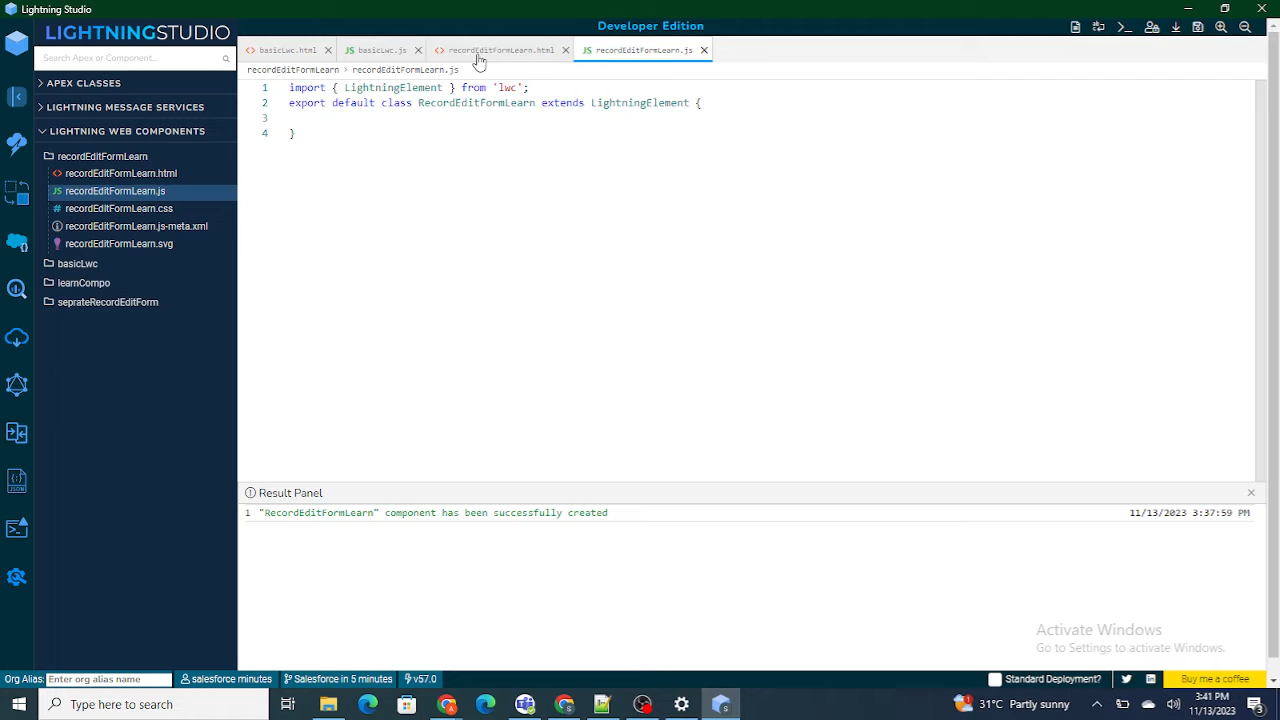 Lightning Studio
LIGHTNINGSTUDIO
Developer Edition
Search Apex or Component
basicLwc.html
JS basicLwc.js
recordEditFormLearn.html
JS recordEditFormLearn.js
recordEditFormLearn > recordEditFormLearn.js
APEX CLASSES
LIGHTNING MESSAGE SERVICES
LIGHTNING WEB COMPONENTS
recordEditFormLearn
recordEditFormLearn.html
JS recordEditFormLearn.js
# recordEditFormLearn.css
recordEditFormLearn.js-meta.xml
recordEditFormLearn.svg
basicLwc
learnCompo
seprateRecordEditForm
JSON
1 import { LightningElement } from 'lwc';
2 export default class RecordEditFormLearn extends LightningElement {
3
4 }
Result Panel
1 "RecordEditFormLearn" component has been successfully created 11/13/2023 3:37:59 PM
Activate Windows
Go to Settings to activate Windows.
Org Alias: Enter org alias name salesforce minutes Salesforce in 5 minutes v57.0 Standard Deployment? Buy me a coffee
Type here to search
31°C Partly sunny
3:41 PM
11/13/2023
3